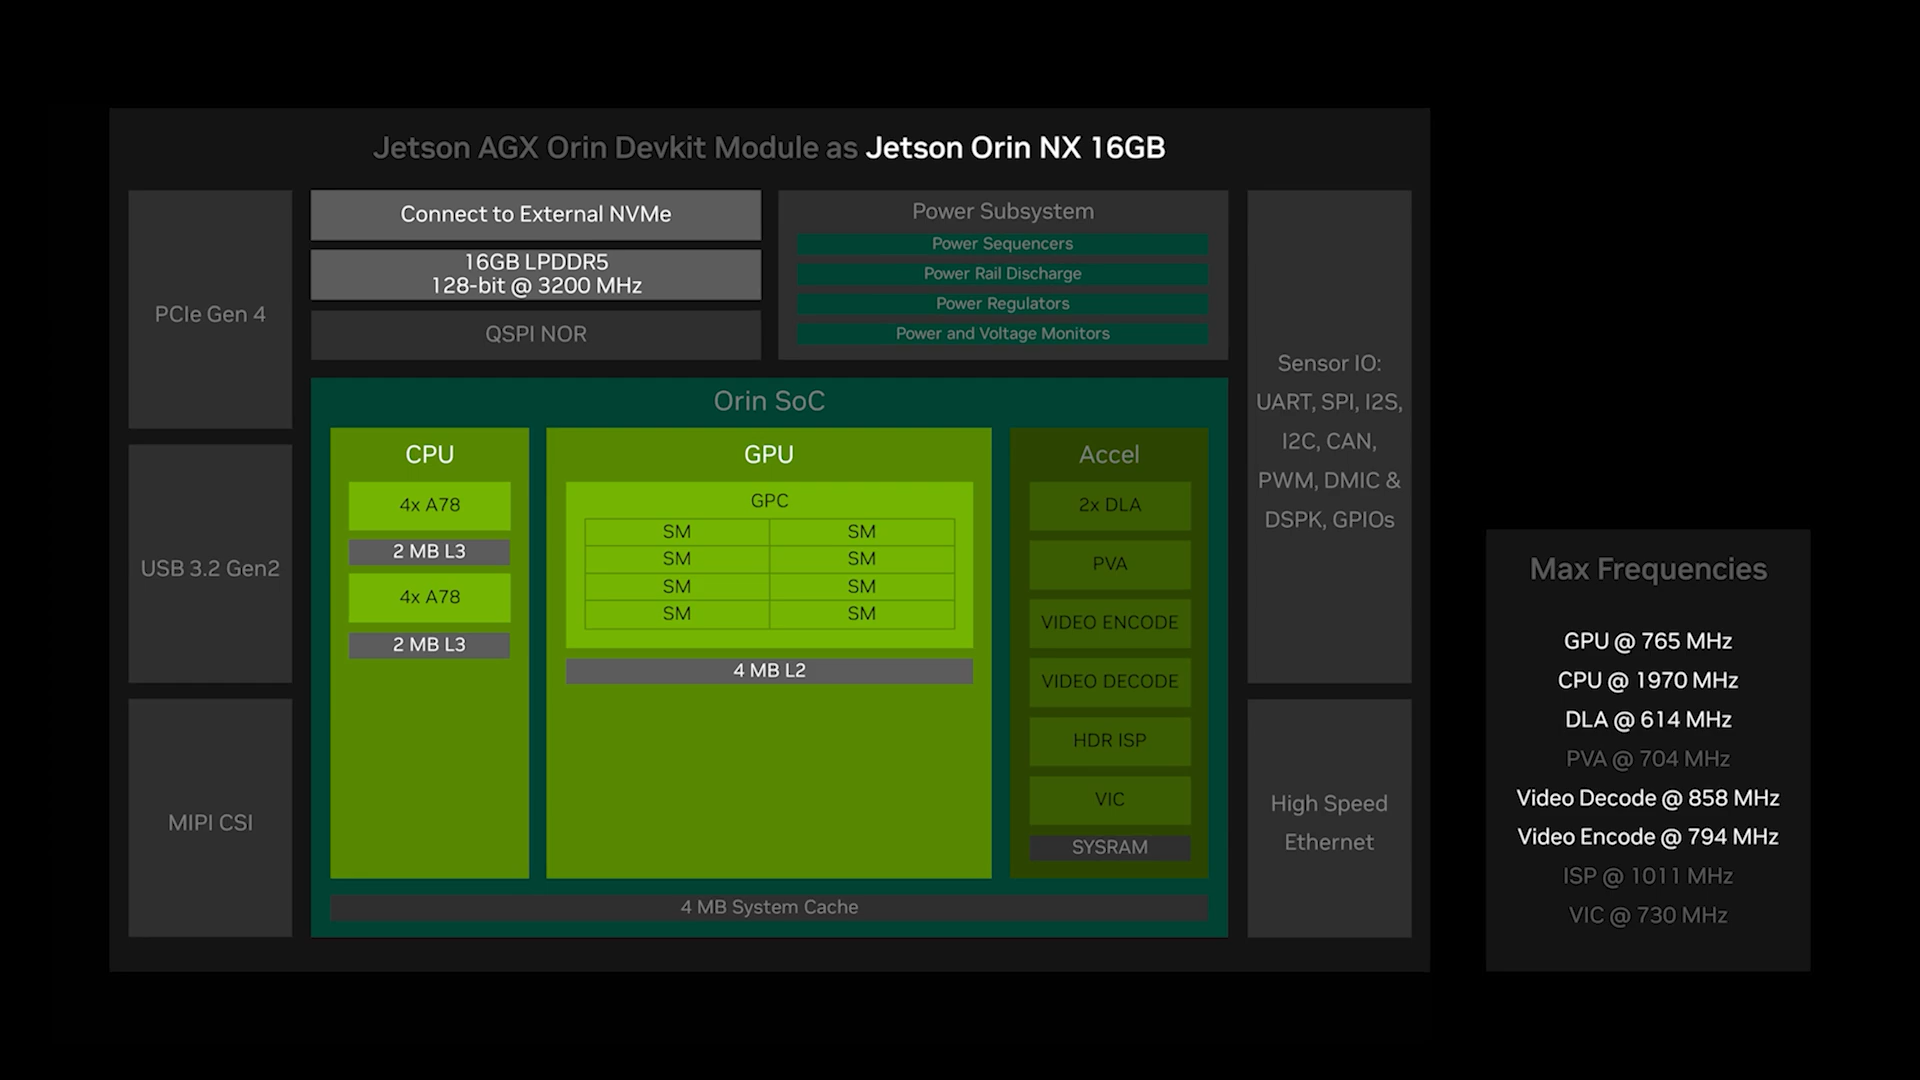 Jetson AGX Orin Devkit Module as Jetson Orin NX 16GB
PCIe Gen 4
USB 3.2 Gen2
MIPI CSI
Connect to External NVMe
16GB LPDDR5
128-bit @ 3200 MHz
QSPI NOR
Power Subsystem
Power Sequencers
Power Rail Discharge
Power Regulators
Power and Voltage Monitors
Orin SoC
CPU
4x A78
2 MB L3
4x A78
2 MB L3
GPU
GPC
SM SM
SM SM
SM SM
SM SM
4 MB L2
Accel
2x DLA
PVA
VIDEO ENCODE
VIDEO DECODE
HDR ISP
VIC
SYSRAM
4 MB System Cache
Sensor IO:
UART, SPI, I2S,
I2C, CAN,
PWM, DMIC &
DSPK, GPIOs
High Speed
Ethernet
Max Frequencies
GPU @ 765 MHz
CPU @ 1970 MHz
DLA @ 614 MHz
PVA @ 704 MHz
Video Decode @ 858 MHz
Video Encode @ 794 MHz
ISP @ 1011 MHz
VIC @ 730 MHz